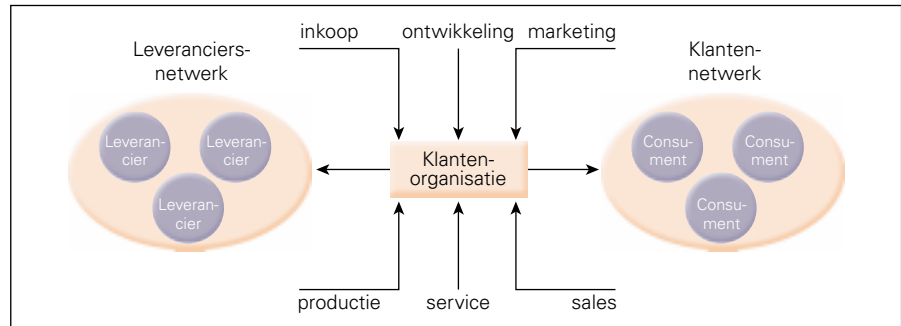 inkoop
ontwikkeling
marketing
Leveranciers-
netwerk
Klanten-
netwerk
Leveran-
cier
Leveran-
cier
Leveran-
cier
Klanten-
organisatie
Consu-
ment
Consu-
ment
Consu-
ment
productie
service
sales